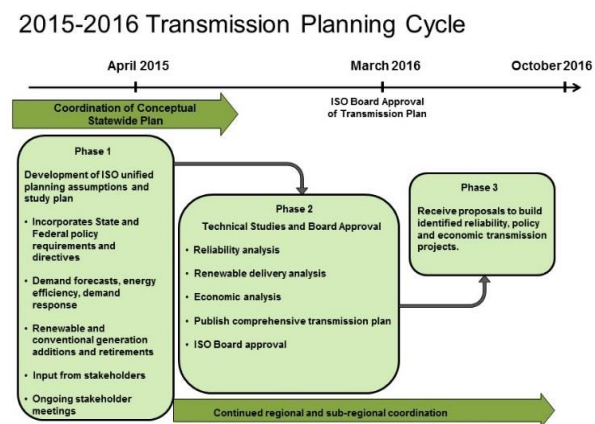 2015-2016 Transmission Planning Cycle
April 2015
March 2016
October 2016
ISO Board Approval
of Transmission Plan
Coordination of Conceptual
Statewide Plan
Phase 1
Development of ISO unified
planning assumptions and
study plan
• Incorporates State and
Federal policy
requirements and
directives
• Demand forecasts, energy
efficiency, demand
response
• Renewable and
conventional generation
additions and retirements
• Input from stakeholders
• Ongoing stakeholder
meetings
Phase 2
Technical Studies and Board Approval
• Reliability analysis
• Renewable delivery analysis
• Economic analysis
• Publish comprehensive transmission plan
• ISO Board approval
Phase 3
Receive proposals to build
identified reliability, policy
and economic transmission
projects.
Continued regional and sub-regional coordination